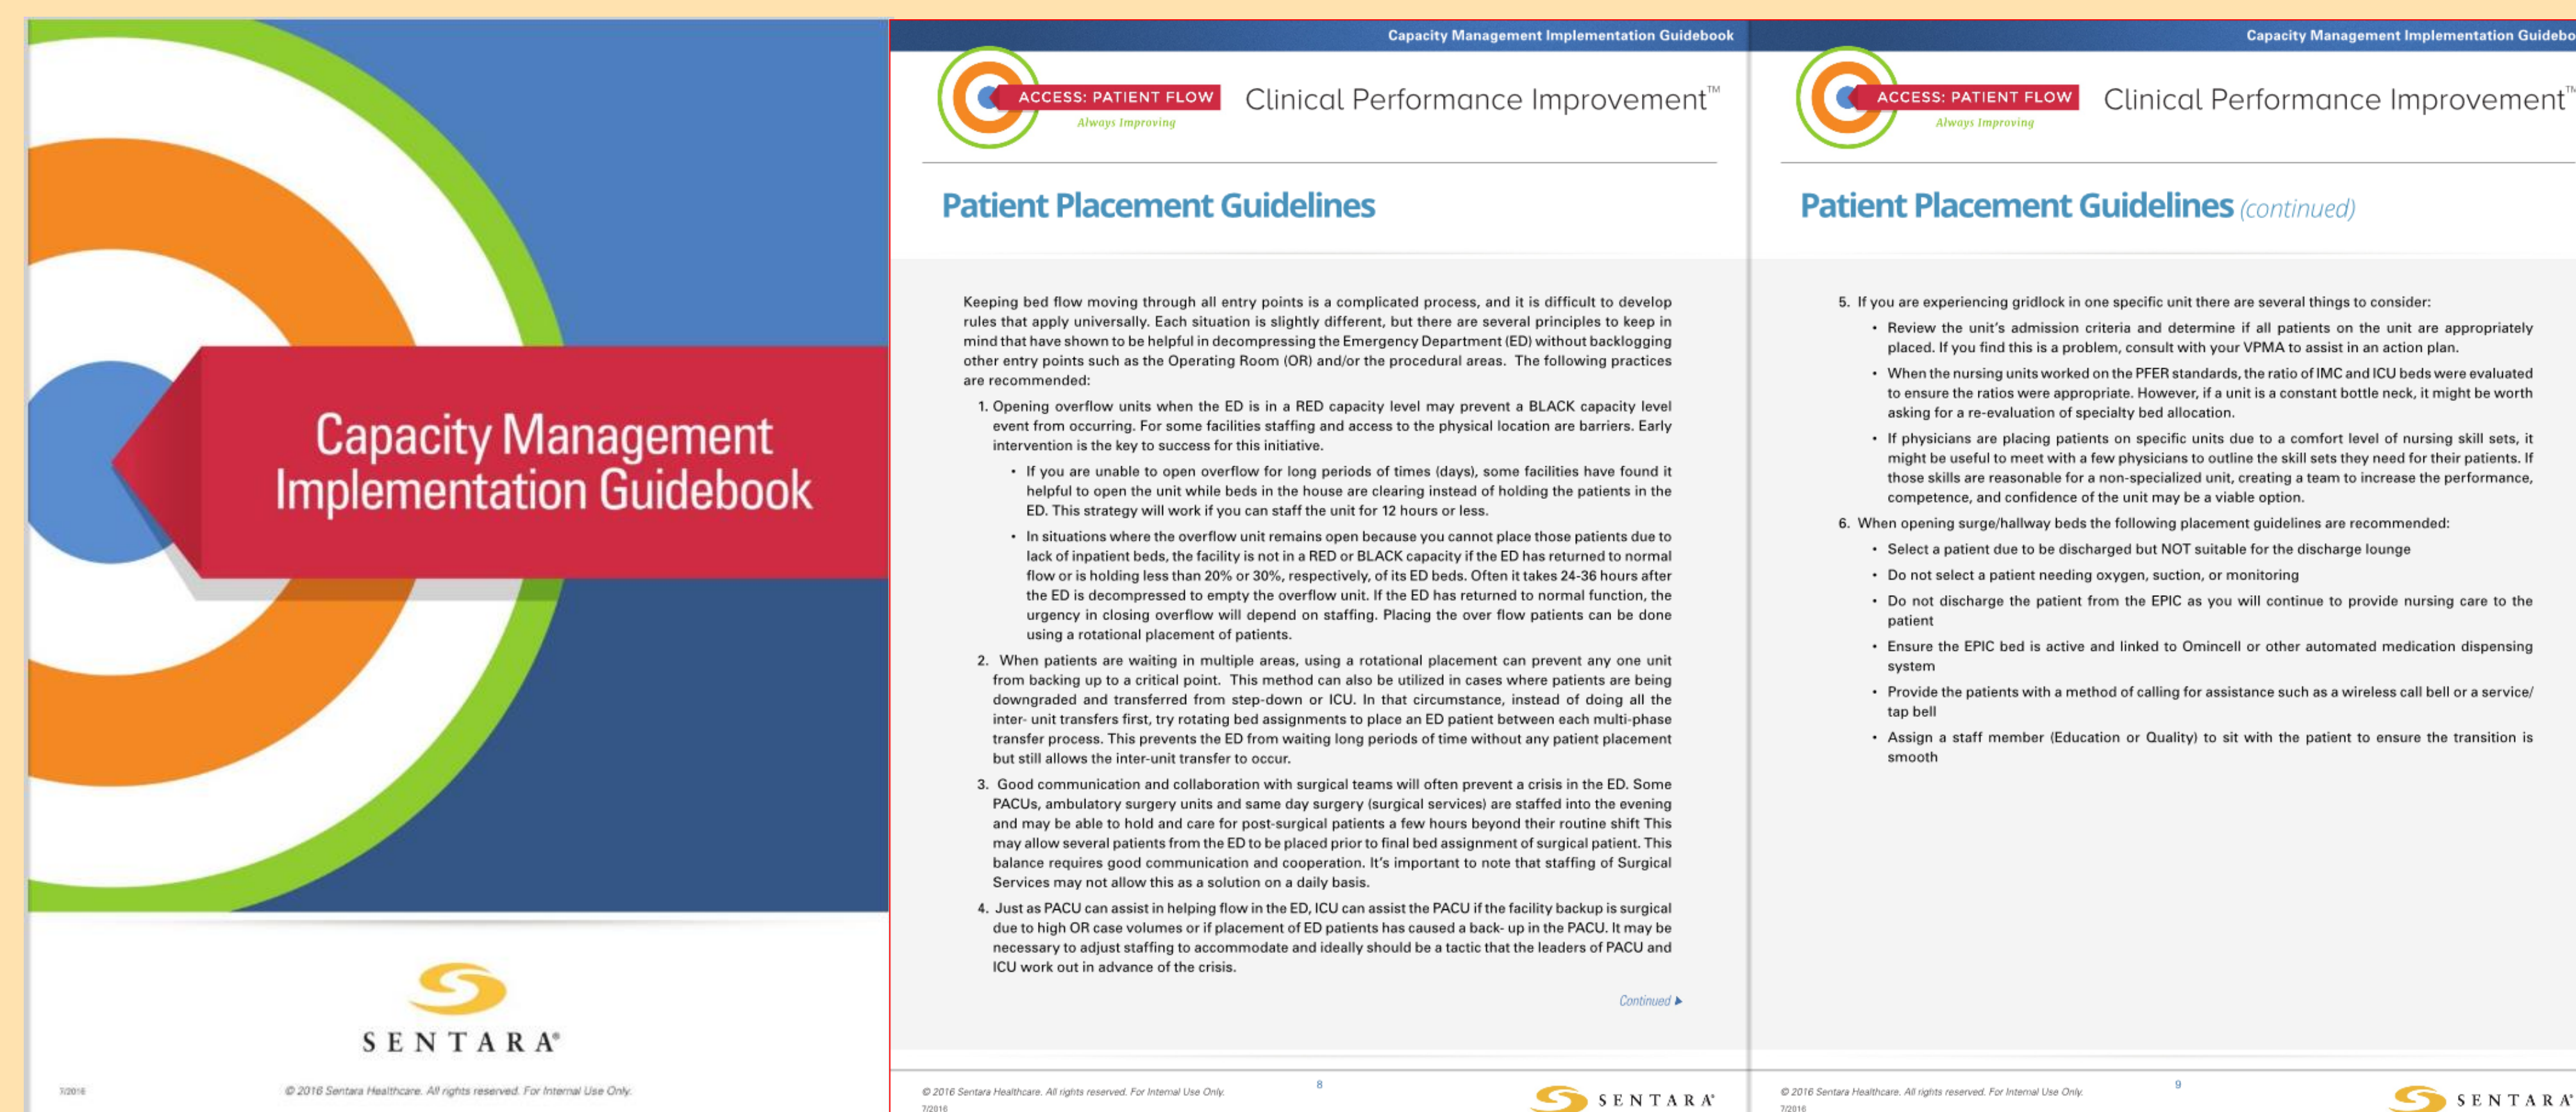 Capacity Management
Implementation Guidebook
SENTARA®
7/2016
© 2016 Sentara Healthcare. All rights reserved. For Internal Use Only.
Capacity Management Implementation Guidebook
ACCESS: PATIENT FLOW
Always Improving
Clinical Performance Improvement™
Patient Placement Guidelines
Keeping bed flow moving through all entry points is a complicated process, and it is difficult to develop
rules that apply universally. Each situation is slightly different, but there are several principles to keep in
mind that have shown to be helpful in decompressing the Emergency Department (ED) without backlogging
other entry points such as the Operating Room (OR) and/or the procedural areas. The following practices
are recommended:
1. Opening overflow units when the ED is in a RED capacity level may prevent a BLACK capacity level
event from occurring. For some facilities staffing and access to the physical location are barriers. Early
intervention is the key to success for this initiative.
• If you are unable to open overflow for long periods of times (days), some facilities have found it
helpful to open the unit while beds in the house are clearing instead of holding the patients in the
ED. This strategy will work if you can staff the unit for 12 hours or less.
• In situations where the overflow unit remains open because you cannot place those patients due to
lack of inpatient beds, the facility is not in a RED or BLACK capacity if the ED has returned to normal
flow or is holding less than 20% or 30%, respectively, of its ED beds. Often it takes 24-36 hours after
the ED is decompressed to empty the overflow unit. If the ED has returned to normal function, the
urgency in closing overflow will depend on staffing. Placing the over flow patients can be done
using a rotational placement of patients.
2. When patients are waiting in multiple areas, using a rotational placement can prevent any one unit
from backing up to a critical point. This method can also be utilized in cases where patients are being
downgraded and transferred from step-down or ICU. In that circumstance, instead of doing all the
inter- unit transfers first, try rotating bed assignments to place an ED patient between each multi-phase
transfer process. This prevents the ED from waiting long periods of time without any patient placement
but still allows the inter-unit transfer to occur.
3. Good communication and collaboration with surgical teams will often prevent a crisis in the ED. Some
PACUs, ambulatory surgery units and same day surgery (surgical services) are staffed into the evening
and may be able to hold and care for post-surgical patients a few hours beyond their routine shift This
may allow several patients from the ED to be placed prior to final bed assignment of surgical patient. This
balance requires good communication and cooperation. It's important to note that staffing of Surgical
Services may not allow this as a solution on a daily basis.
4. Just as PACU can assist in helping flow in the ED, ICU can assist the PACU if the facility backup is surgical
due to high OR case volumes or if placement of ED patients has caused a back- up in the PACU. It may be
necessary to adjust staffing to accommodate and ideally should be a tactic that the leaders of PACU and
ICU work out in advance of the crisis.
Continued ▶
© 2016 Sentara Healthcare. All rights reserved. For Internal Use Only.
7/2016
8
SENTARA®
Capacity Management Implementation Guidebo
ACCESS: PATIENT FLOW
Always Improving
Clinical Performance Improvement™
Patient Placement Guidelines (continued)
5. If you are experiencing gridlock in one specific unit there are several things to consider:
• Review the unit's admission criteria and determine if all patients on the unit are appropriately
placed. If you find this is a problem, consult with your VPMA to assist in an action plan.
• When the nursing units worked on the PFER standards, the ratio of IMC and ICU beds were evaluated
to ensure the ratios were appropriate. However, if a unit is a constant bottle neck, it might be worth
asking for a re-evaluation of specialty bed allocation.
• If physicians are placing patients on specific units due to a comfort level of nursing skill sets, it
might be useful to meet with a few physicians to outline the skill sets they need for their patients. If
those skills are reasonable for a non-specialized unit, creating a team to increase the performance,
competence, and confidence of the unit may be a viable option.
6. When opening surge/hallway beds the following placement guidelines are recommended:
• Select a patient due to be discharged but NOT suitable for the discharge lounge
• Do not select a patient needing oxygen, suction, or monitoring
• Do not discharge the patient from the EPIC as you will continue to provide nursing care to the
patient
• Ensure the EPIC bed is active and linked to Omincell or other automated medication dispensing
system
• Provide the patients with a method of calling for assistance such as a wireless call bell or a service/
tap bell
• Assign a staff member (Education or Quality) to sit with the patient to ensure the transition is
smooth
© 2016 Sentara Healthcare. All rights reserved. For Internal Use Only.
7/2016
9
SENTARA